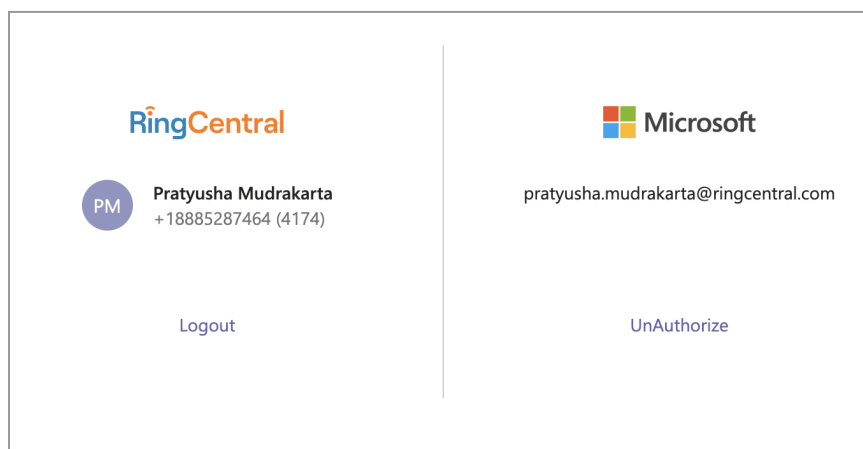 RingCentral
PM
Pratyusha Mudrakarta
+18885287464 (4174)
Logout
Microsoft
pratyusha.mudrakarta@ringcentral.com
UnAuthorize